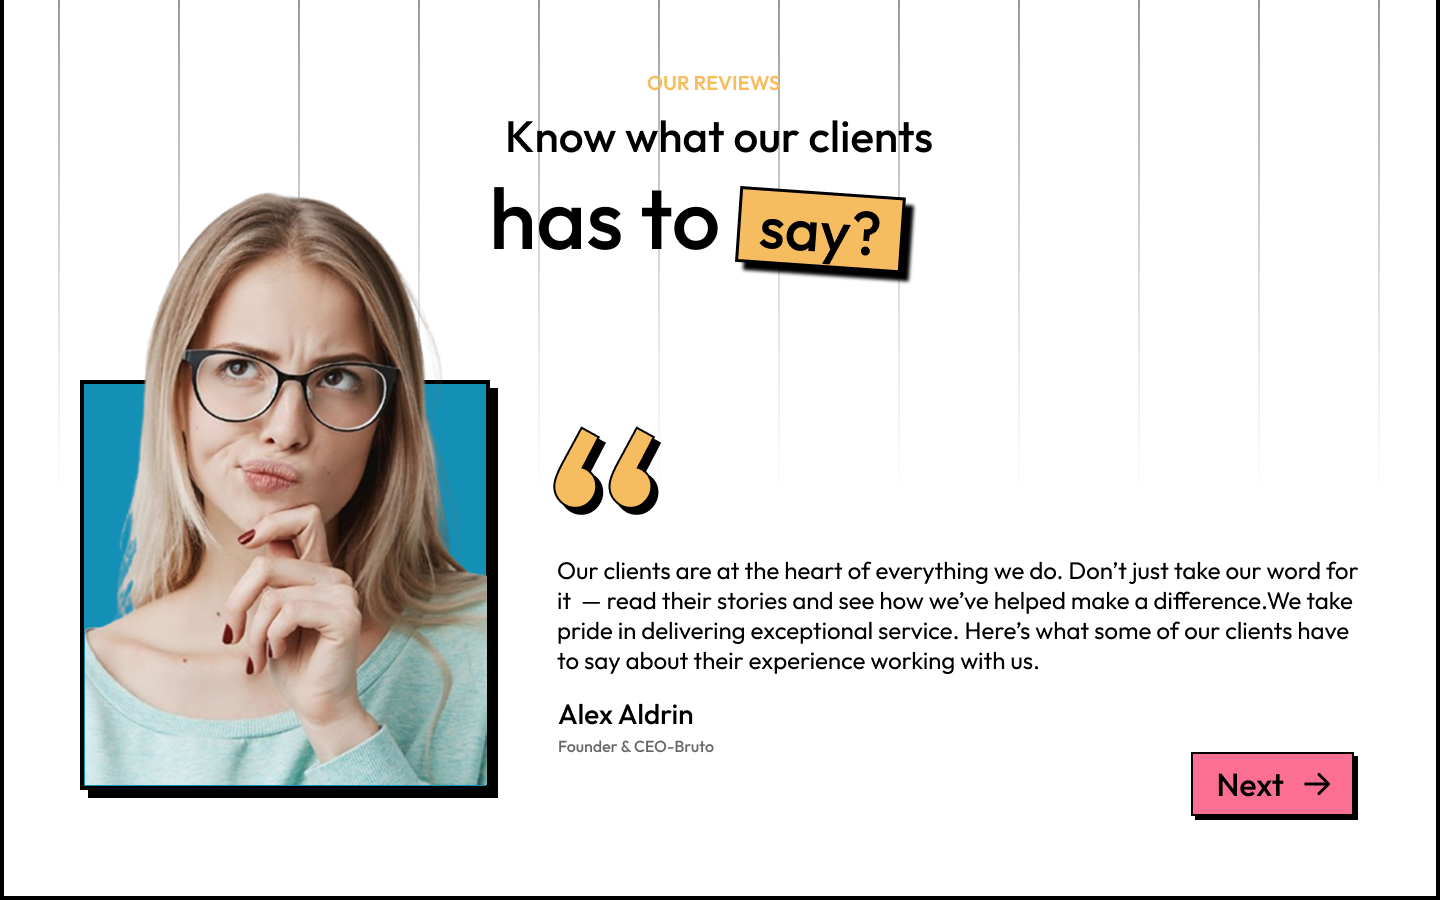 OUR REVIEWS
Know what our clients
has to say?
Our clients are at the heart of everything we do. Don’t just take our word for
it  — read their stories and see how we’ve helped make a difference.We take
pride in delivering exceptional service. Here’s what some of our clients have
to say about their experience working with us.
Alex Aldrin
Founder & CEO-Bruto
Next